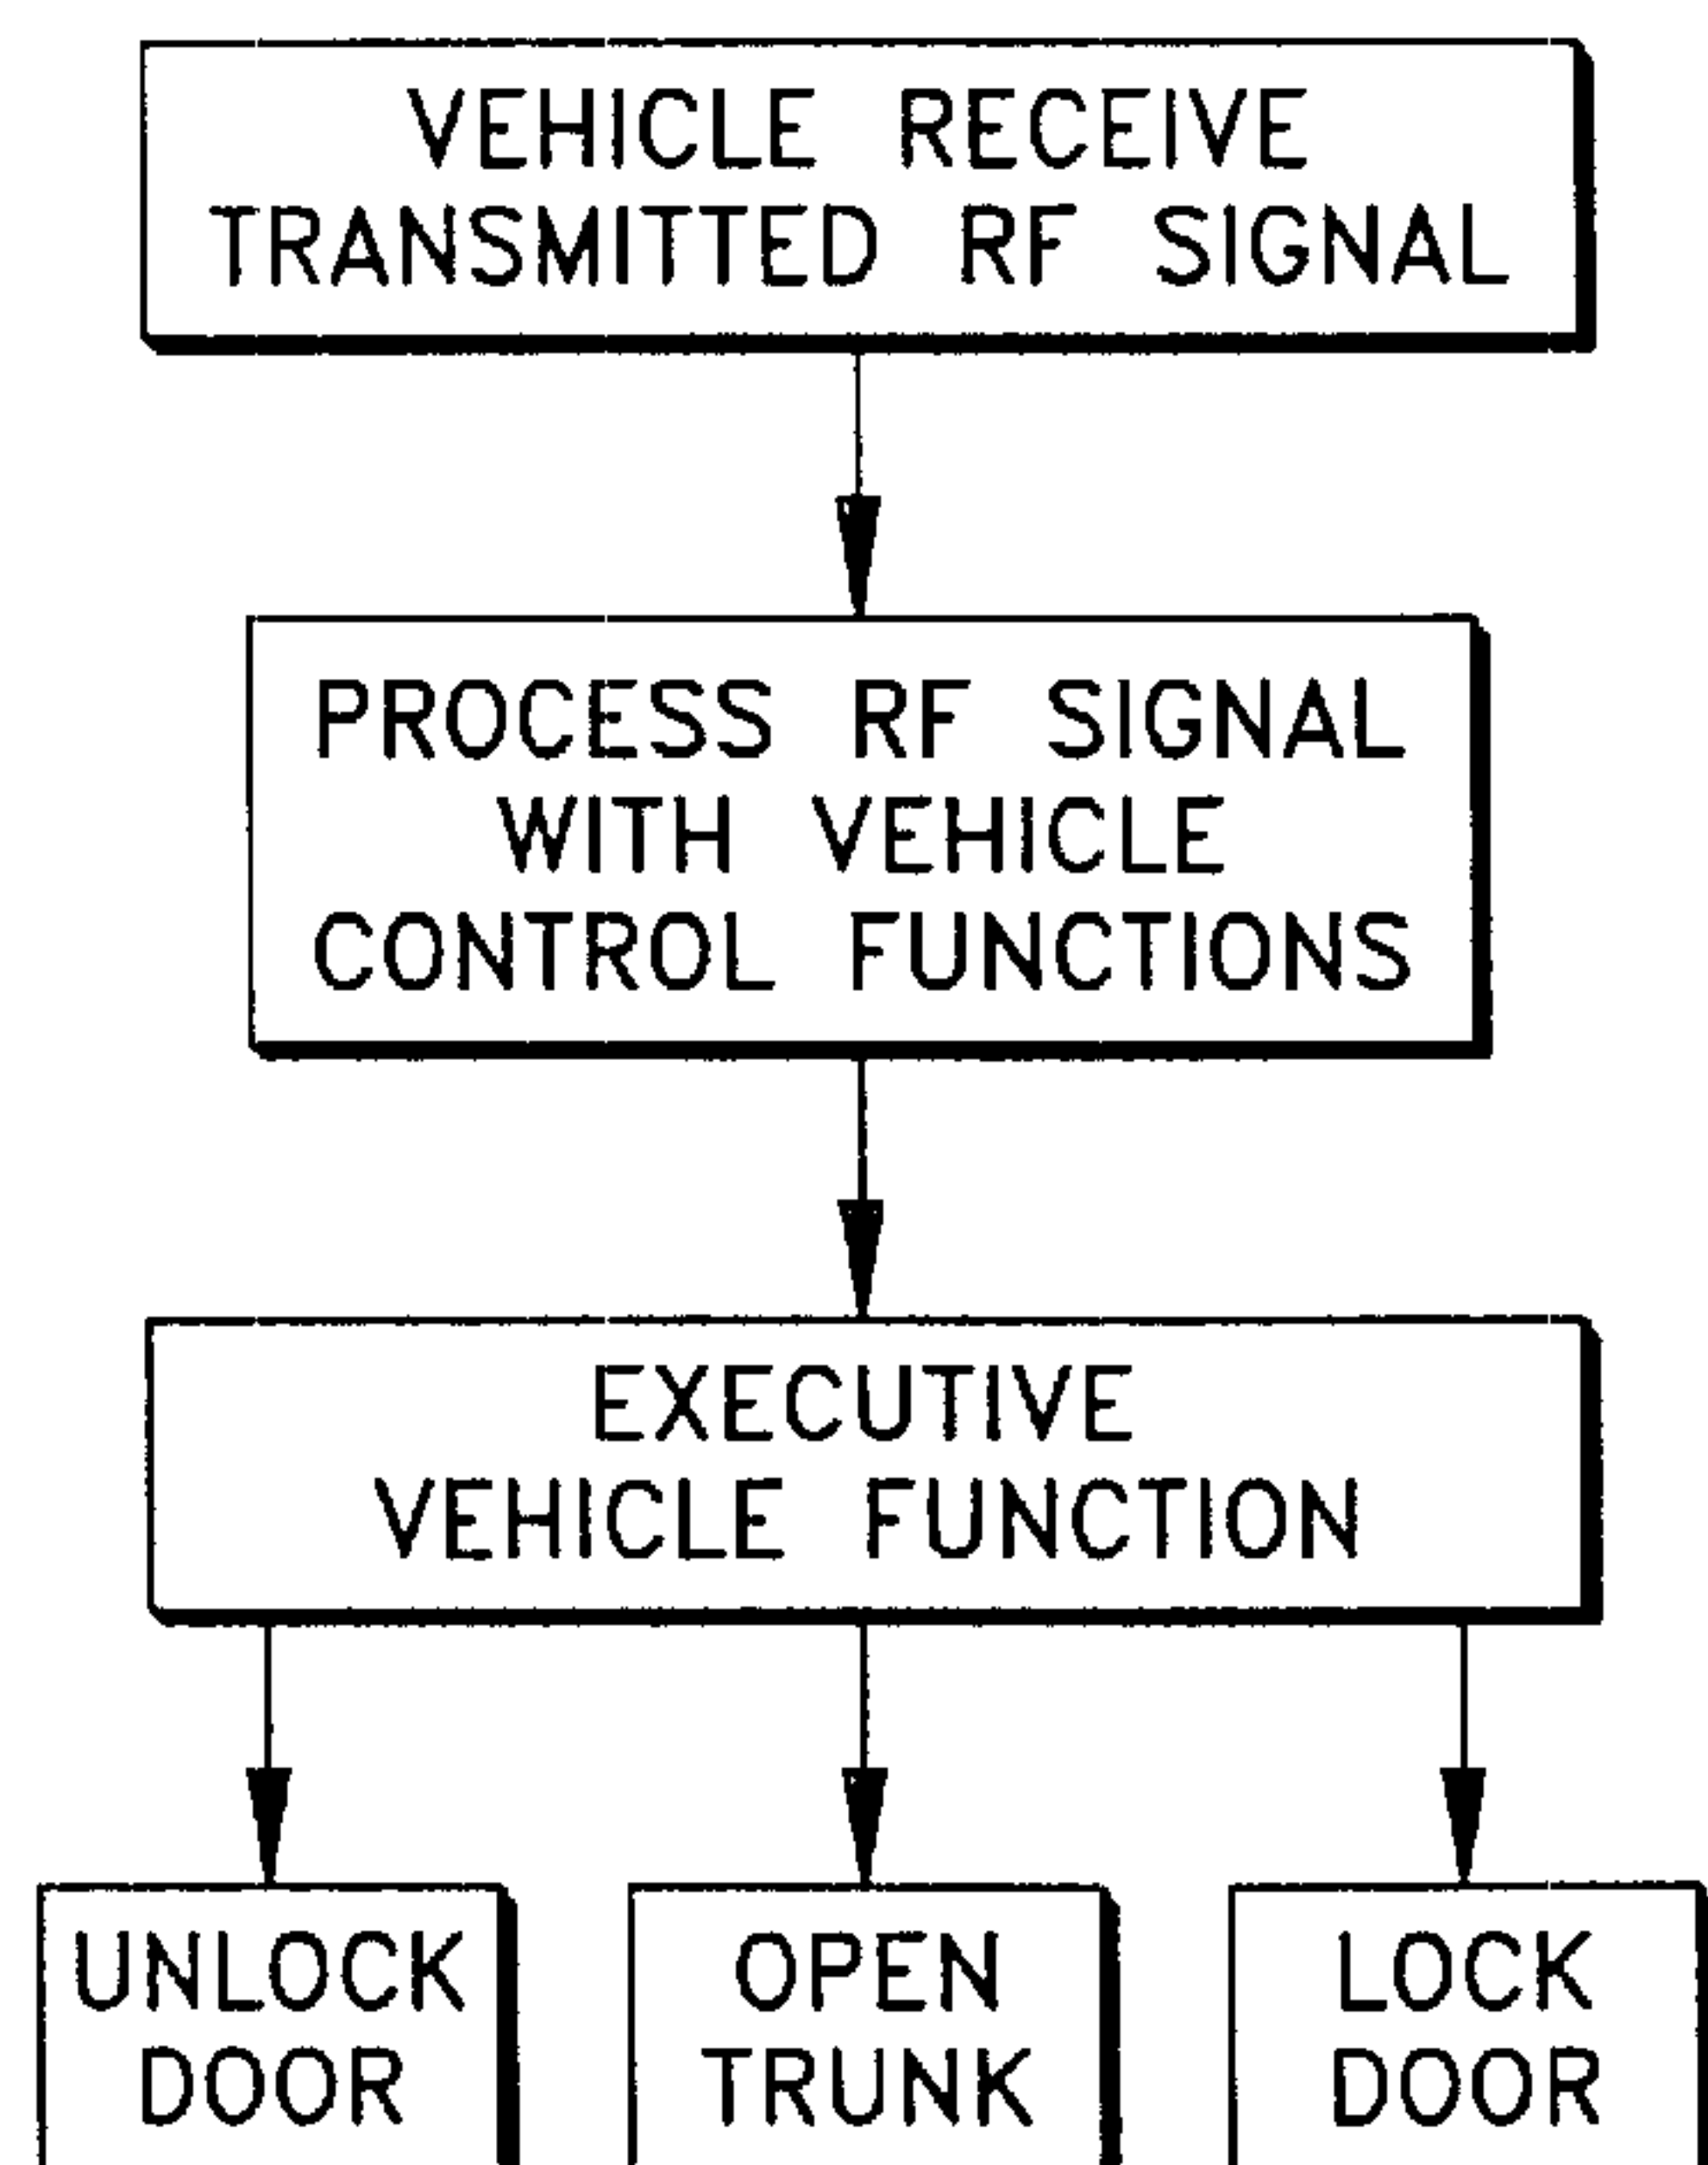 VEHICLE RECEIVE
TRANSMITTED RF SIGNAL
PROCESS RF SIGNAL
WITH VEHICLE
CONTROL FUNCTIONS
EXECUTIVE
VEHICLE FUNCTION
UNLOCK
DOOR
OPEN
TRUNK
LOCK
DOOR